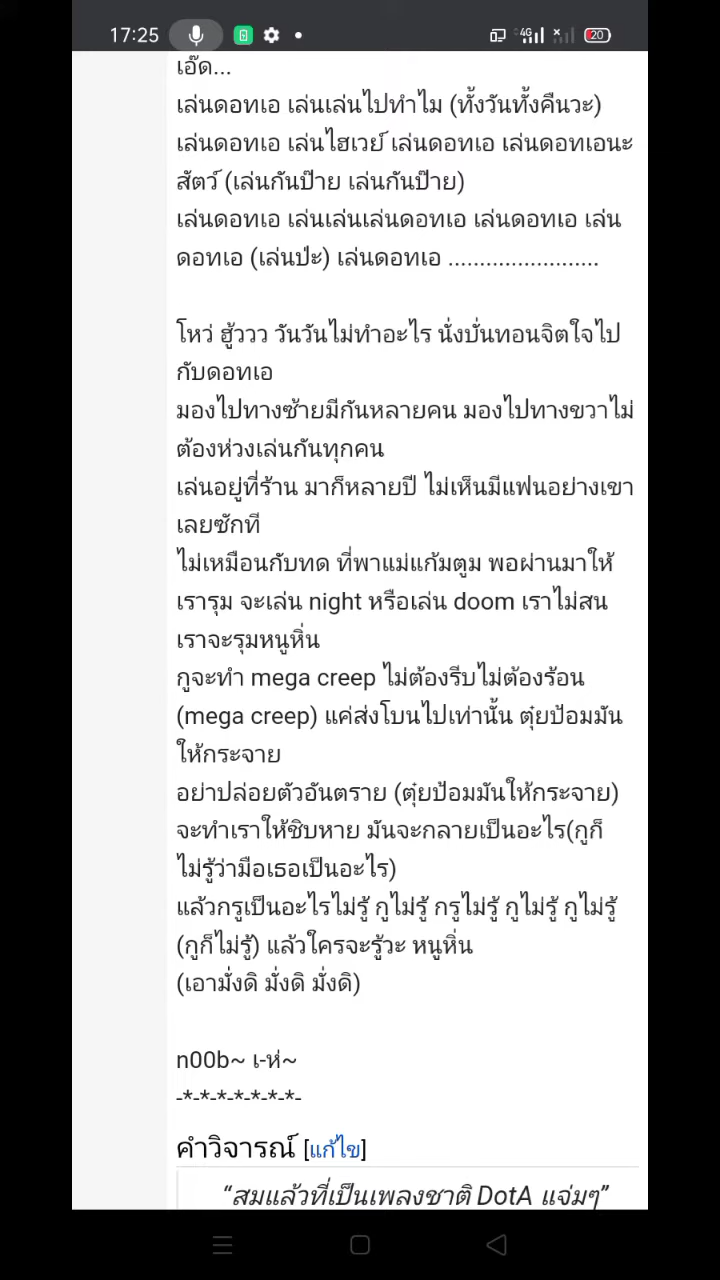 17:25
4G
20
เอ๊ด...
เล่นดอทเอ เล่นเล่นไปทำไม (ทั้งวันทั้งคืนวะ)
เล่นดอทเอ เล่นไฮเวย์ เล่นดอทเอ เล่นดอทเอนะ
สัตว์ (เล่นกันป๊าย เล่นกันป๊าย)
เล่นดอทเอ เล่นเล่นเล่นดอทเอ เล่นดอทเอ เล่น
ดอทเอ (เล่นป่ะ) เล่นดอทเอ ........................
โหว่ ฮู้ววว วันวันไม่ทำอะไร นั่งบั่นทอนจิตใจไป
กับดอทเอ
มองไปทางซ้ายมีกันหลายคน มองไปทางขวาไม่
ต้องห่วงเล่นกันทุกคน
เล่นอยู่ที่ร้าน มาก็หลายปี ไม่เห็นมีแฟนอย่างเขา
เลยซักที
ไม่เหมือนกับทด ที่พาแม่แก้มตูม พอผ่านมาให้
เรารุม จะเล่น night หรือเล่น doom เราไม่สน
เราจะรุมหนูหิ่น
กูจะทำ mega creep ไม่ต้องรีบไม่ต้องร้อน
(mega creep) แค่ส่งโบนไปเท่านั้น ตุ๋ยป้อมมัน
ให้กระจาย
อย่าปล่อยตัวอันตราย (ตุ๋ยป้อมมันให้กระจาย)
จะทำเราให้ชิบหาย มันจะกลายเป็นอะไร(กูก็
ไม่รู้ว่ามือเธอเป็นอะไร)
แล้วกรูเป็นอะไรไม่รู้ กูไม่รู้ กรูไม่รู้ กูไม่รู้ กูไม่รู้
(กูก็ไม่รู้) แล้วใครจะรู้วะ หนูหิ่น
(เอามั่งดิ มั่งดิ มั่งดิ)
n00b~ เ-ห่~
-*-*-*-*-*-*-*-
คำวิจารณ์ [แก้ไข]
“สมแล้วที่เป็นเพลงชาติ DotA แจ่มๆ”